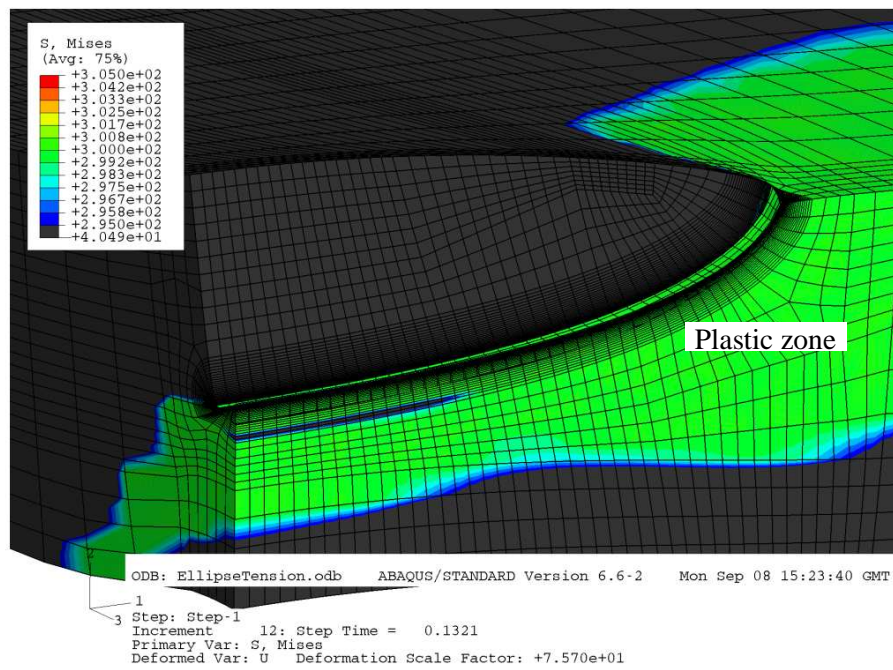 S, Mises
(Avg: 75%)
+3.050e+02
+3.042e+02
+3.033e+02
+3.025e+02
+3.017e+02
+3.008e+02
+3.000e+02
+2.992e+02
+2.983e+02
+2.975e+02
+2.967e+02
+2.958e+02
+2.950e+02
+4.049e+01
Plastic zone
ODB: EllipseTension.odb ABAQUS/STANDARD Version 6.6-2 Mon Sep 08 15:23:40 GMT
2
1
3
Step: Step-1
Increment 12: Step Time = 0.1321
Primary Var: S, Mises
Deformed Var: U Deformation Scale Factor: +7.570e+01